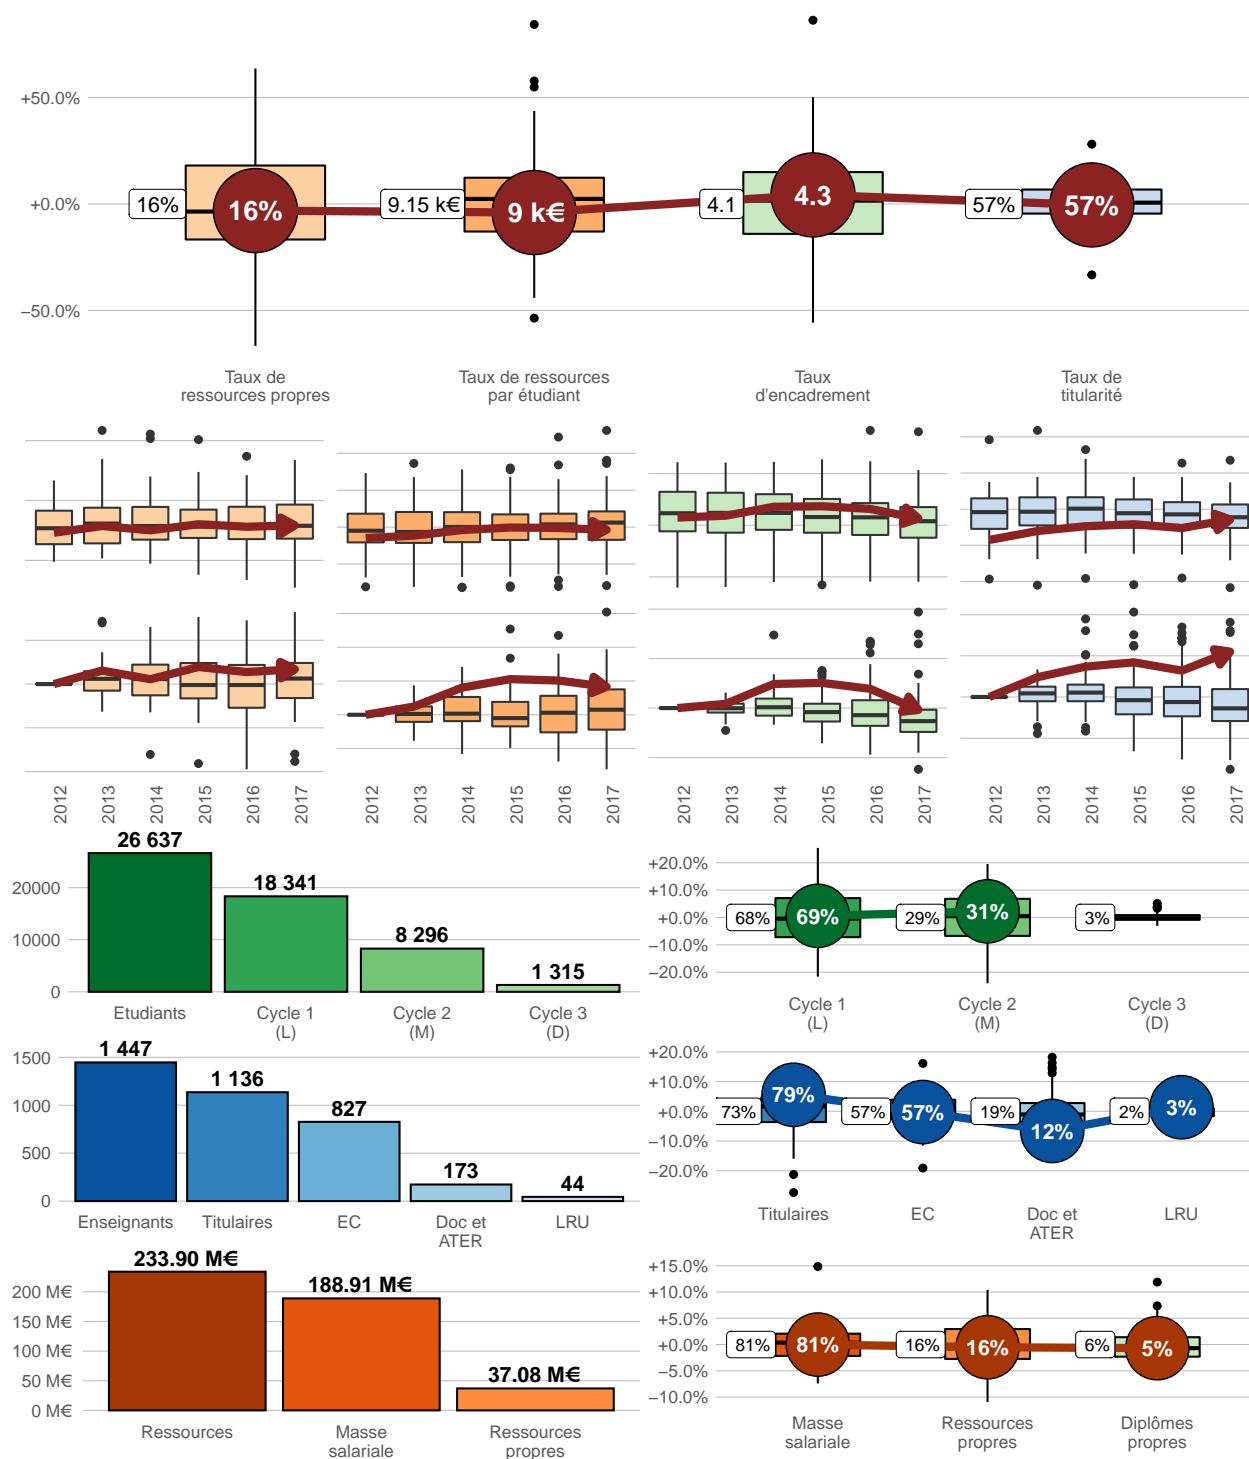 +50.0%
+0.0%
−50.0%
16%
16%
9.15 k€
9 k€
4.1
4.3
57%
57%
Taux de
ressources propres
Taux de ressources
par étudiant
Taux
d'encadrement
Taux de
titularité
2012
2013
2014
2015
2016
2017
2012
2013
2014
2015
2016
2017
2012
2013
2014
2015
2016
2017
2012
2013
2014
2015
2016
2017
20000
10000
0
26 637
18 341
8 296
1 315
Etudiants
Cycle 1
(L)
Cycle 2
(M)
Cycle 3
(D)
+20.0%
+10.0%
+0.0%
−10.0%
−20.0%
68%
69%
29%
31%
3%
Cycle 1
(L)
Cycle 2
(M)
Cycle 3
(D)
1500
1000
500
0
1 447
1 136
827
173
44
Enseignants
Titulaires
EC
Doc et
ATER
LRU
+20.0%
+10.0%
+0.0%
−10.0%
−20.0%
73%
79%
57%
57%
19%
12%
2%
3%
Titulaires
EC
Doc et
ATER
LRU
200 M€
150 M€
100 M€
50 M€
0 M€
233.90 M€
188.91 M€
37.08 M€
Ressources
Masse
salariale
Ressources
propres
+15.0%
+10.0%
+5.0%
+0.0%
−5.0%
−10.0%
81%
81%
16%
16%
6%
5%
Masse
salariale
Ressources
propres
Diplômes
propres